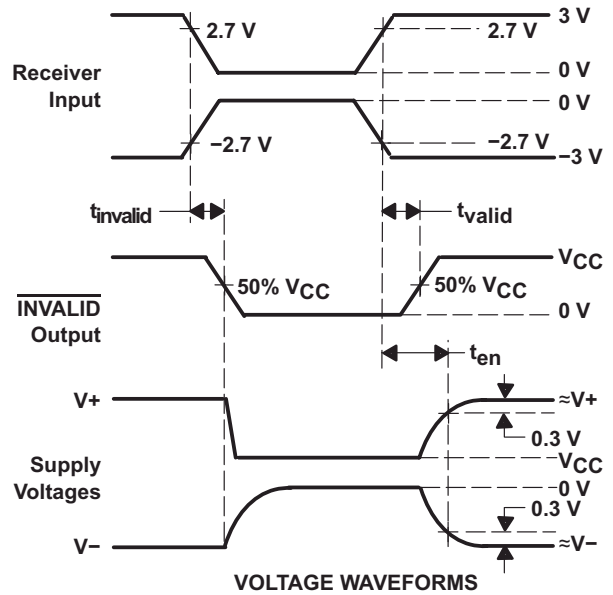 3 V
2.7 V
2.7 V
Receiver
Input
0 V
0 V
−2.7 V
−2.7 V
−3 V
tinvalid
tvalid
VCC
50% VCC
50% VCC
INVALID
Output
0 V
ten
V+
≈V+
0.3 V
Supply
Voltages
VCC
0 V
0.3 V
V−
≈V−
VOLTAGE WAVEFORMS